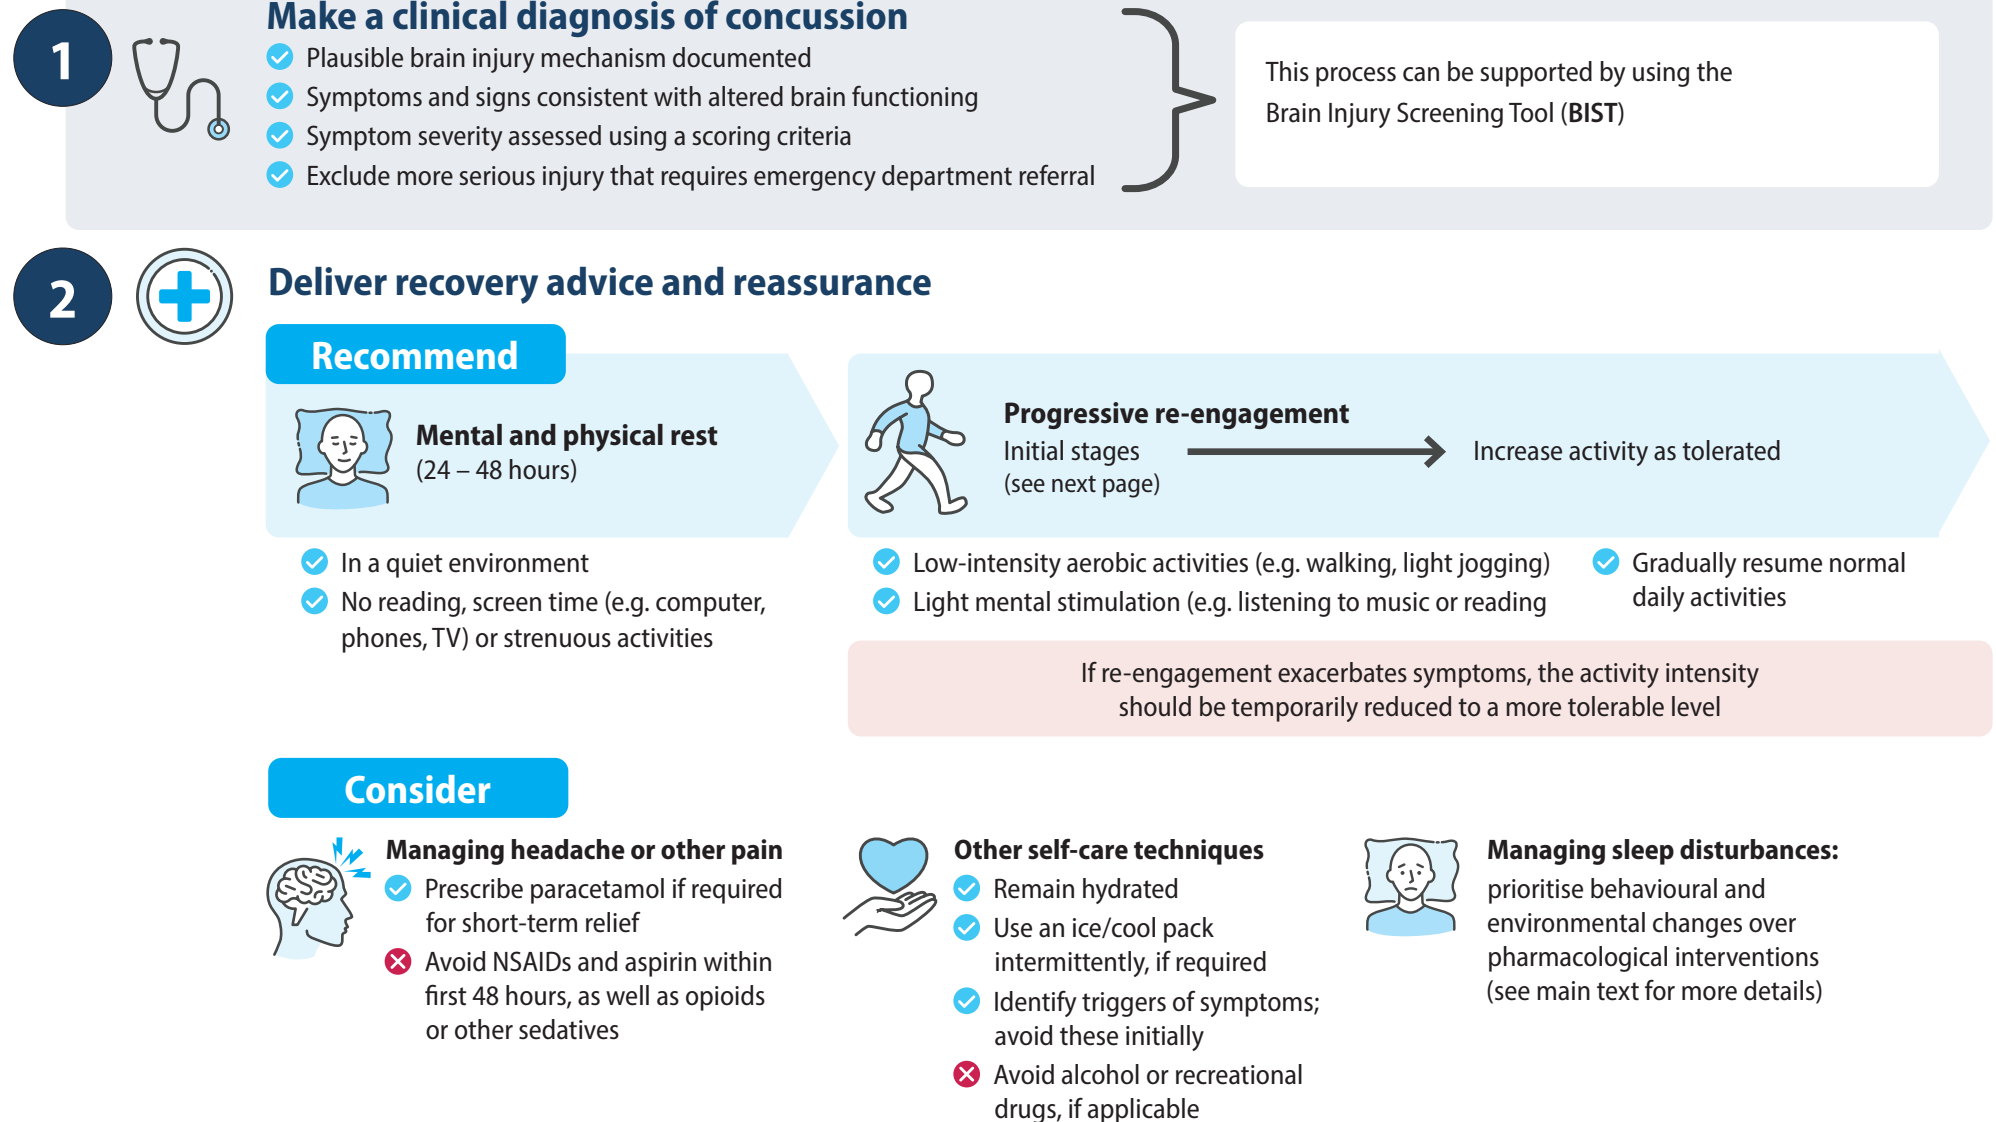 1
Make a clinical diagnosis of concussion
Plausible brain injury mechanism documented
Symptoms and signs consistent with altered brain functioning
Symptom severity assessed using a scoring criteria
Exclude more serious injury that requires emergency department referral
This process can be supported by using the
Brain Injury Screening Tool (BIST)
2
Deliver recovery advice and reassurance
Recommend
Mental and physical rest
(24 – 48 hours)
In a quiet environment
No reading, screen time (e.g. computer,
phones, TV) or strenuous activities
Progressive re-engagement
Initial stages
(see next page)
Increase activity as tolerated
Low-intensity aerobic activities (e.g. walking, light jogging)
Light mental stimulation (e.g. listening to music or reading
Gradually resume normal
daily activities
If re-engagement exacerbates symptoms, the activity intensity
should be temporarily reduced to a more tolerable level
Consider
Managing headache or other pain
Prescribe paracetamol if required
for short-term relief
Avoid NSAIDs and aspirin within
first 48 hours, as well as opioids
or other sedatives
Other self-care techniques
Remain hydrated
Use an ice/cool pack
intermittently, if required
Identify triggers of symptoms;
avoid these initially
Avoid alcohol or recreational
drugs, if applicable
Managing sleep disturbances:
prioritise behavioural and
environmental changes over
pharmacological interventions
(see main text for more details)